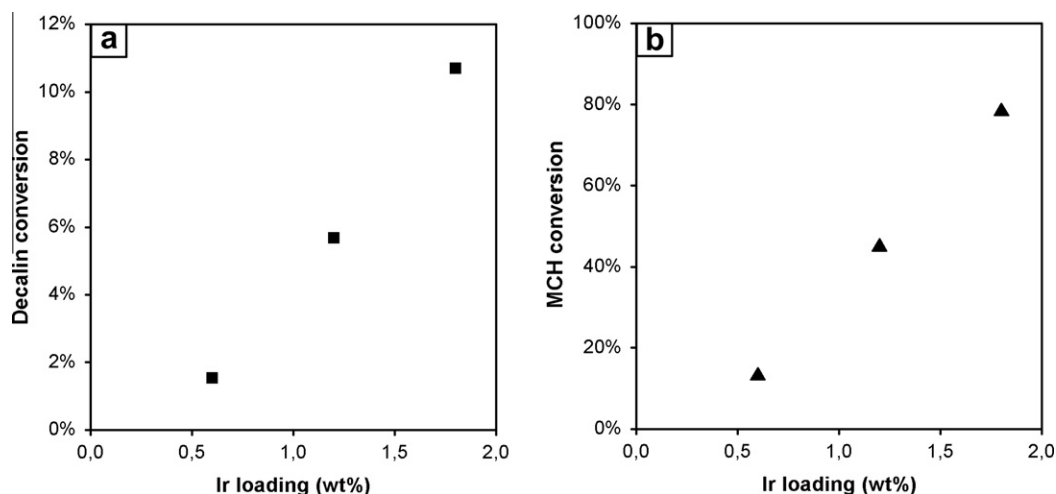 a
12%
10%
8%
6%
4%
2%
0%
0,0 0,5 1,0 1,5 2,0
Decalin conversion
Ir loading (wt%)
b
100%
80%
60%
40%
20%
0%
0,0 0,5 1,0 1,5 2,0
MCH conversion
Ir loading (wt%)